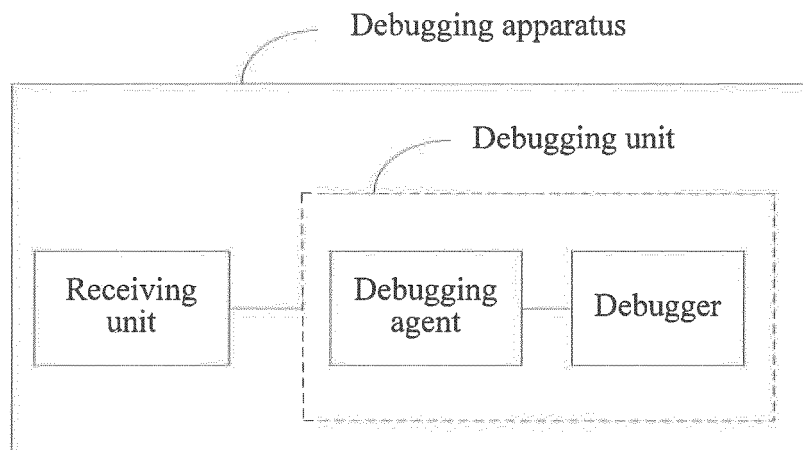 Debugging apparatus
Debugging unit
Receiving
unit
Debugging
agent
Debugger